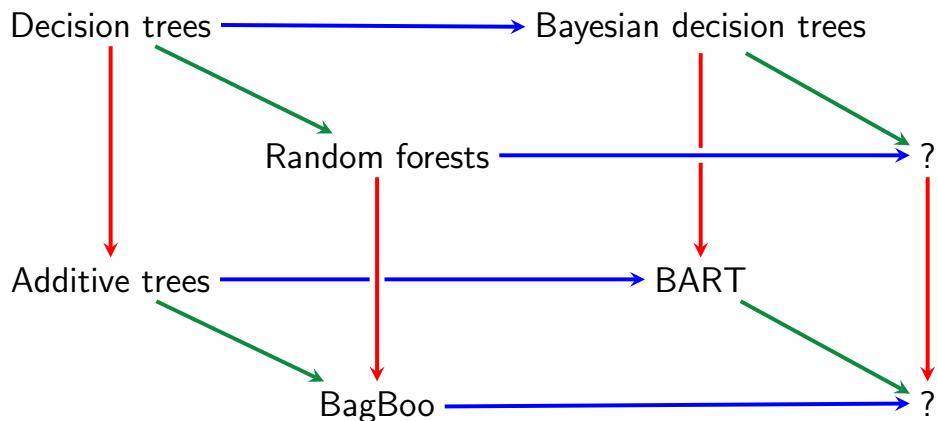 Decision trees Bayesian decision trees
Random forests ?
Additive trees BART
BagBoo ?